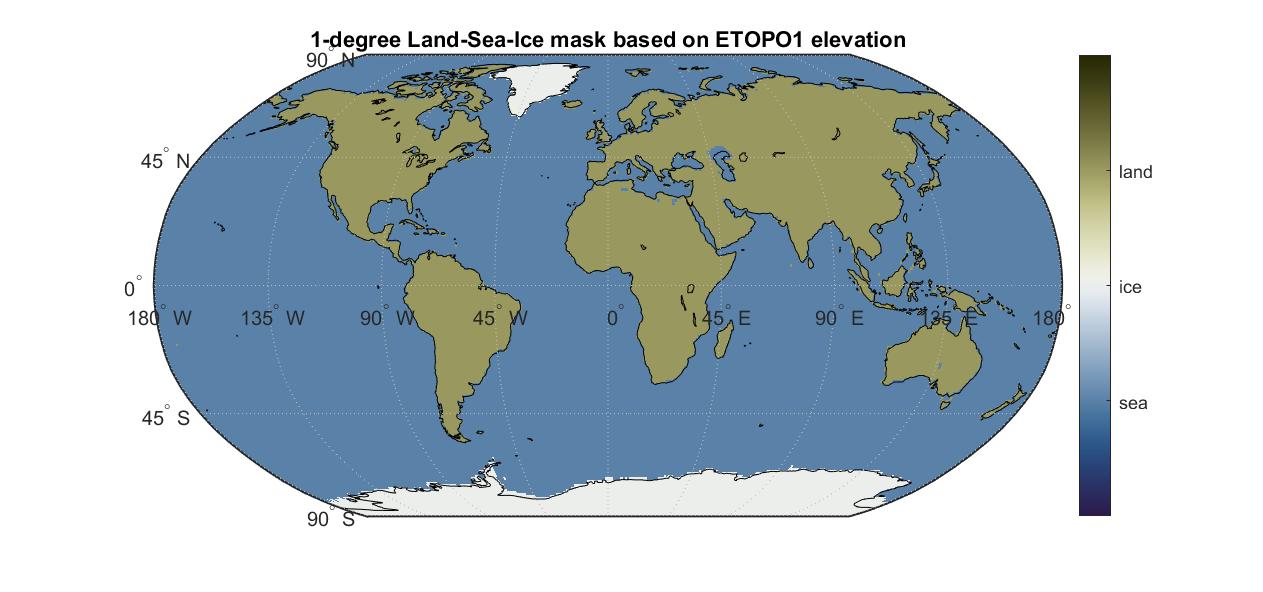 1-degree Land-Sea-Ice mask based on ETOPO1 elevation
90° N
45° N
0°
180° W 135° W 90° W 45° W 0° 45° E 90° E 135° E 180°
45° S
90° S
land
ice
sea